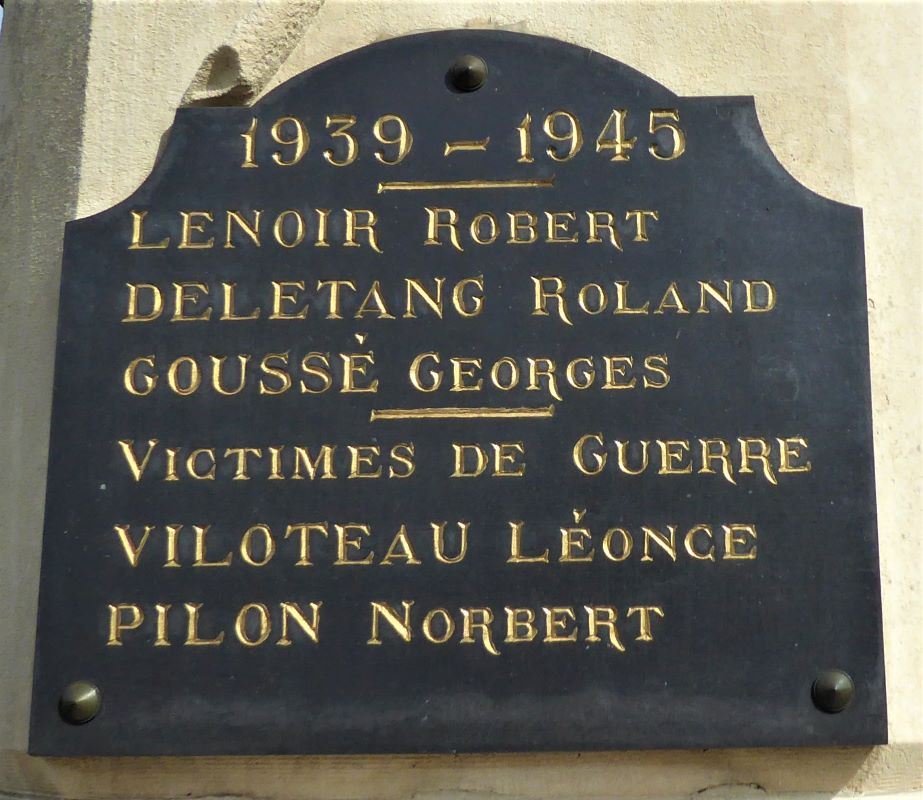 1939 - 1945
LENOIR ROBERT
DELETANG ROLAND
GOUSSÉ GEORGES
VICTIMES DE GUERRE
VILOTEAU LÉONCE
PILON NORBERT